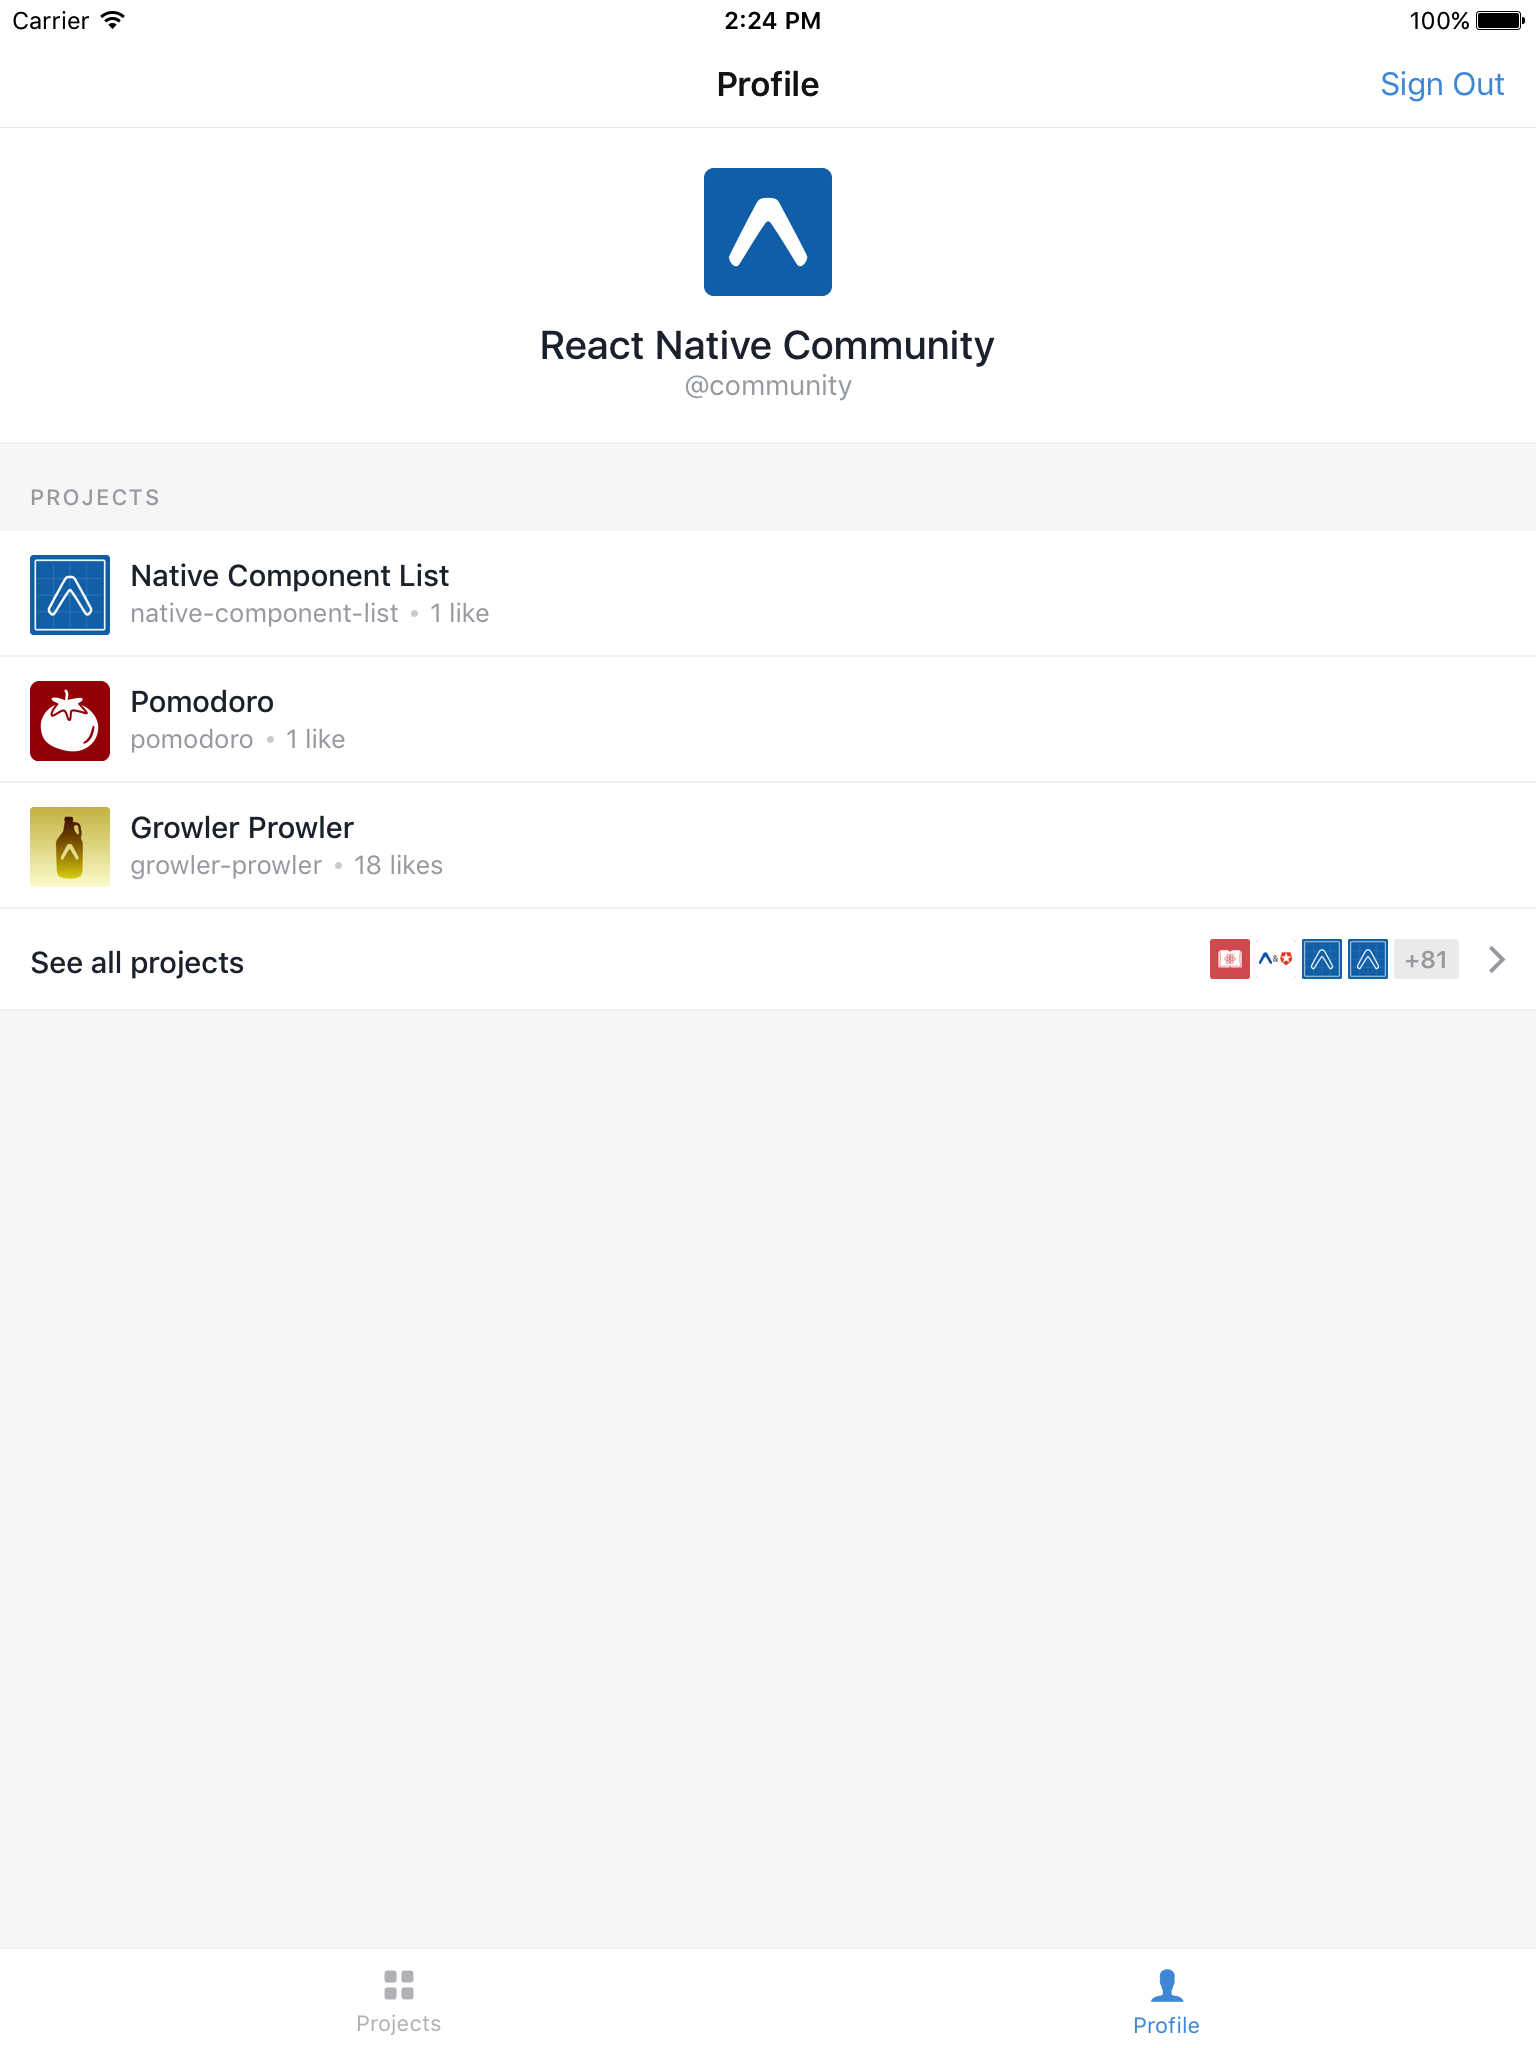 Carrier 2:24 PM 100%
Profile Sign Out
React Native Community
@community
PROJECTS
Native Component List
native-component-list • 1 like
Pomodoro
pomodoro • 1 like
Growler Prowler
growler-prowler • 18 likes
See all projects & +81
Projects Profile